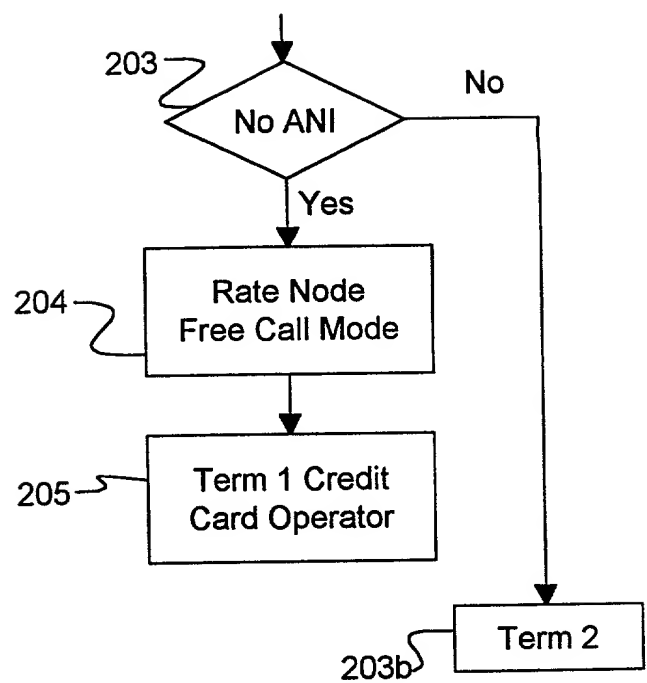 203
No ANI
No
Yes
204
Rate Node
Free Call Mode
205
Term 1 Credit
Card Operator
Term 2
203b